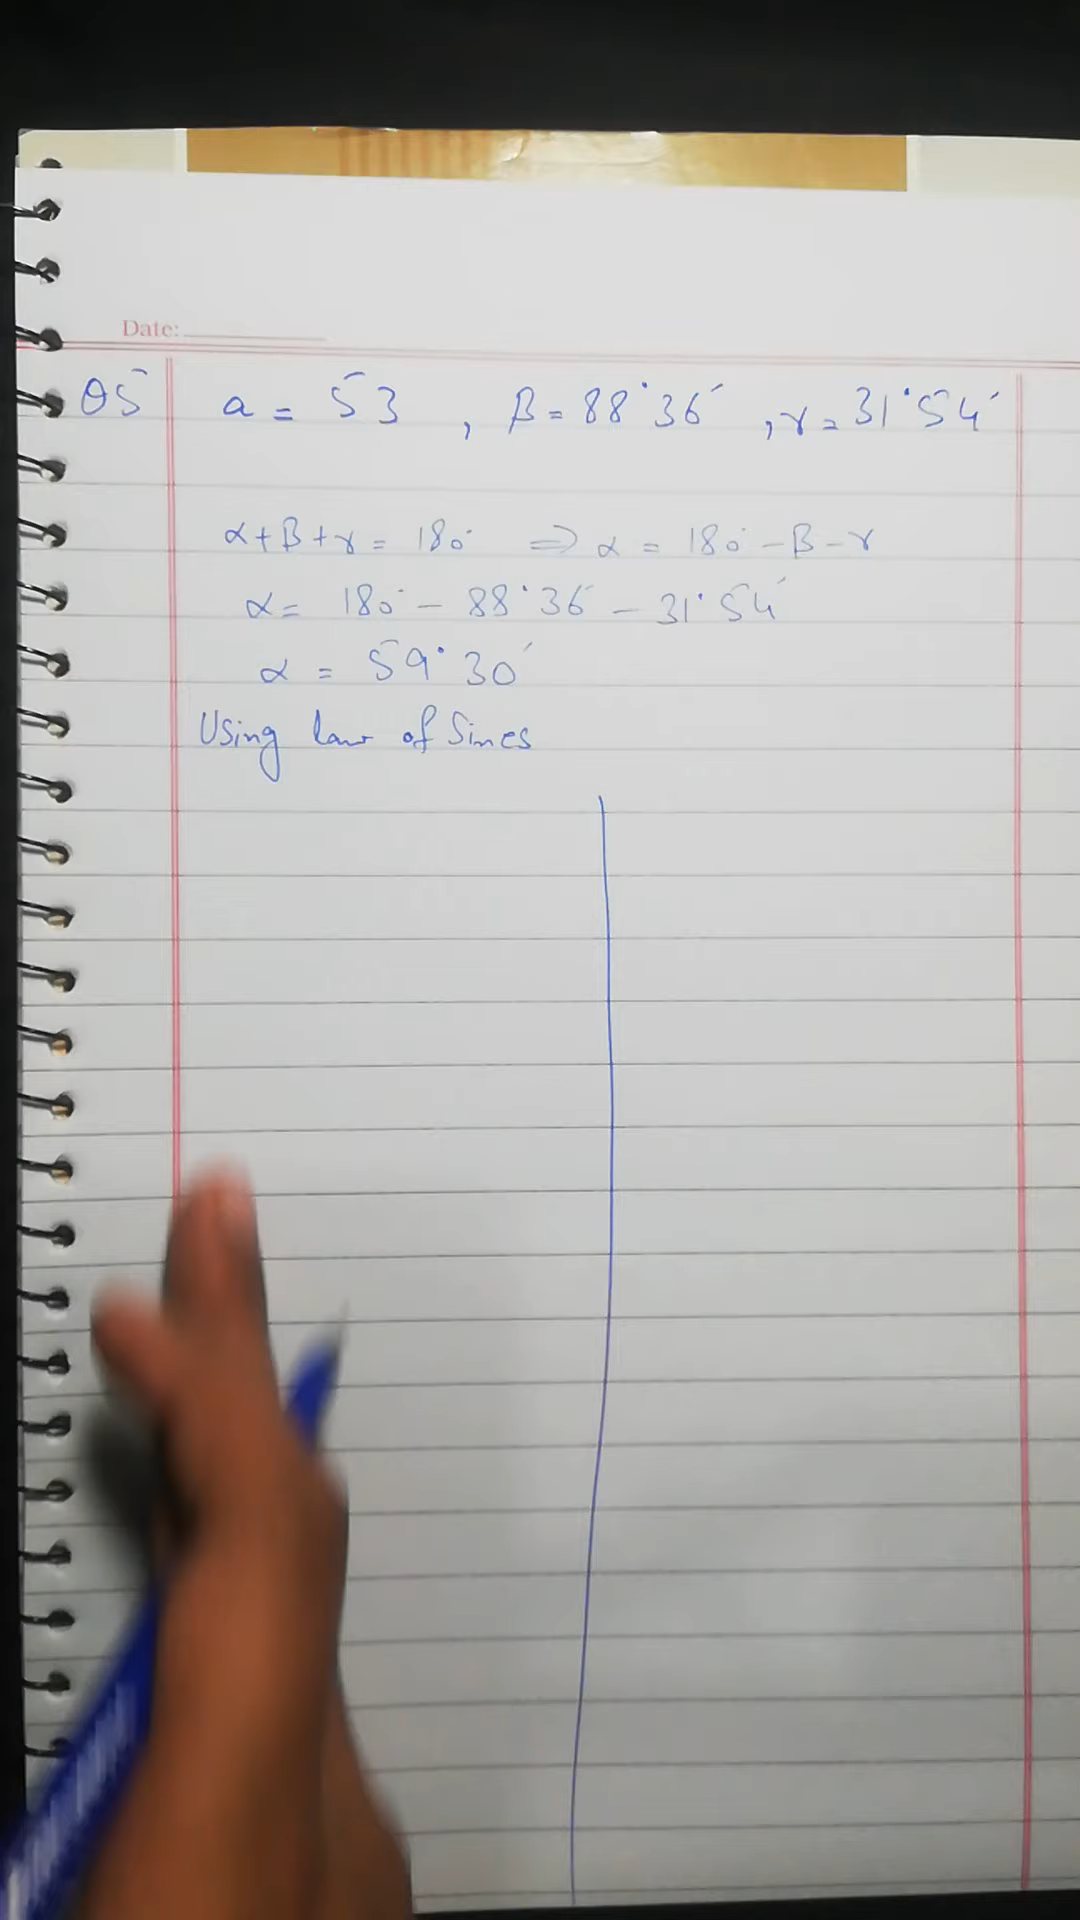 Date:
Q5 a = 53 , β = 88°36′ , γ = 31°54′
α + β + γ = 180° ⇒ α = 180° - β - γ
α = 180° - 88°36′ - 31°54′
α = 59°30′
Using law of Sines